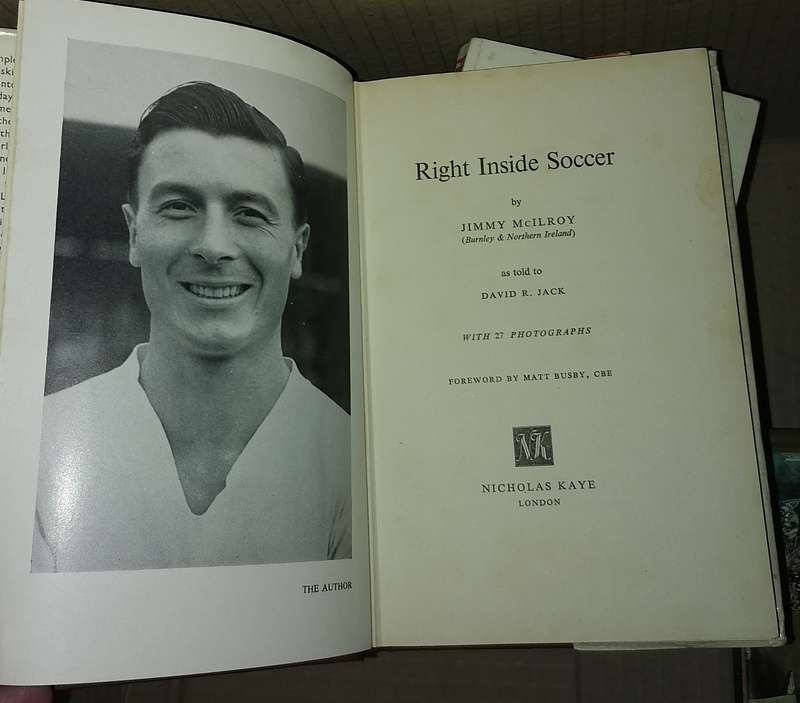 THE AUTHOR
Right Inside Soccer
by
JIMMY McILROY
(Burnley & Northern Ireland)
as told to
DAVID R. JACK
WITH 27 PHOTOGRAPHS
FOREWORD BY MATT BUSBY, CBE
NK
NICHOLAS KAYE
LONDON